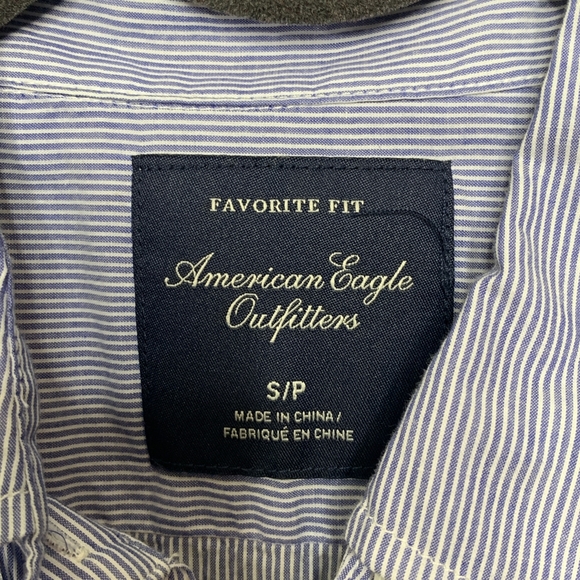 FAVORITE FIT
American Eagle
Outfitters
S/P
MADE IN CHINA/
FABRIQUÉ EN CHINE